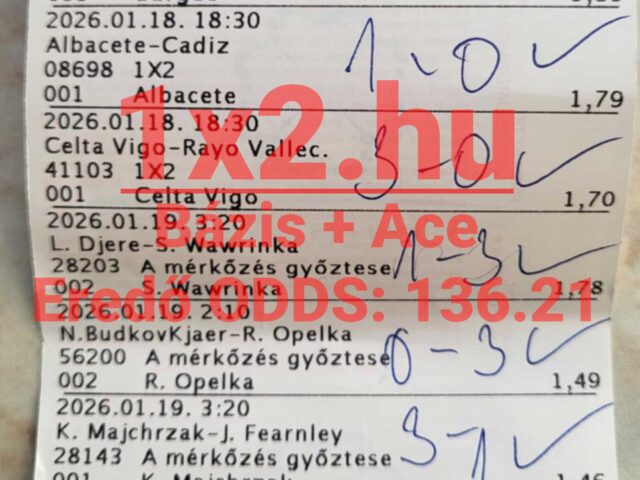 2026.01.18. 18:30
Albacete-Cadiz
08698 1X2
001 Albacete 1,79
1-0
2026.01.18. 18:30
Celta Vigo-Rayo Vallec.
41103 1X2
001 Celta Vigo 1,70
3-0
2026.01.19. 3:20
L. Djere-S. Wawrinka
28203 A mérkőzés győztese
002 S. Wawrinka 1,78
1-3
2026.01.19. 2:10
N.BudkovKjaer-R. Opelka
56200 A mérkőzés győztese
002 R. Opelka 1,49
0-3
2026.01.19. 3:20
K. Majchrzak-J. Fearnley
28143 A mérkőzés győztese
3-1
1x2.hu
Bázis + Ace
Eredő ODDS: 136.21